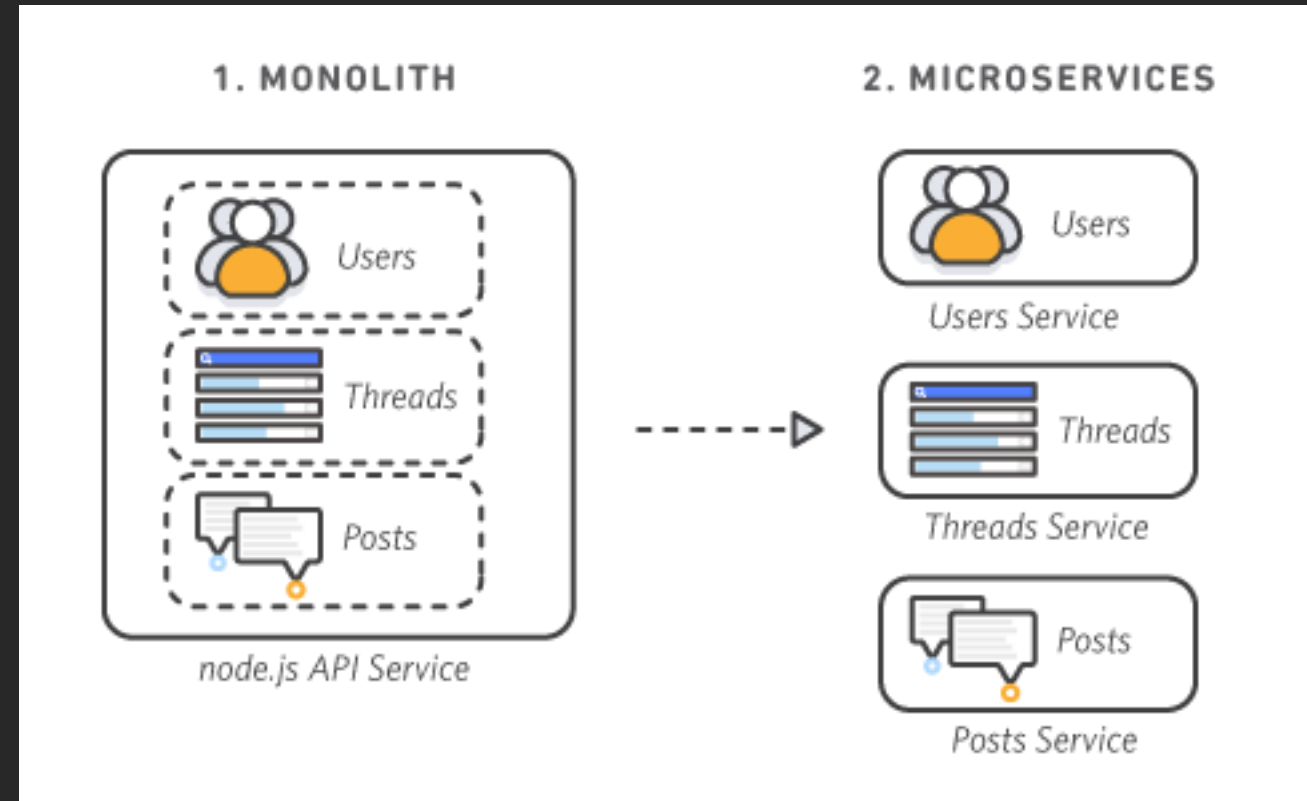 1. MONOLITH
Users
Threads
Posts
node.js API Service
2. MICROSERVICES
Users
Users Service
Threads
Threads Service
Posts
Posts Service